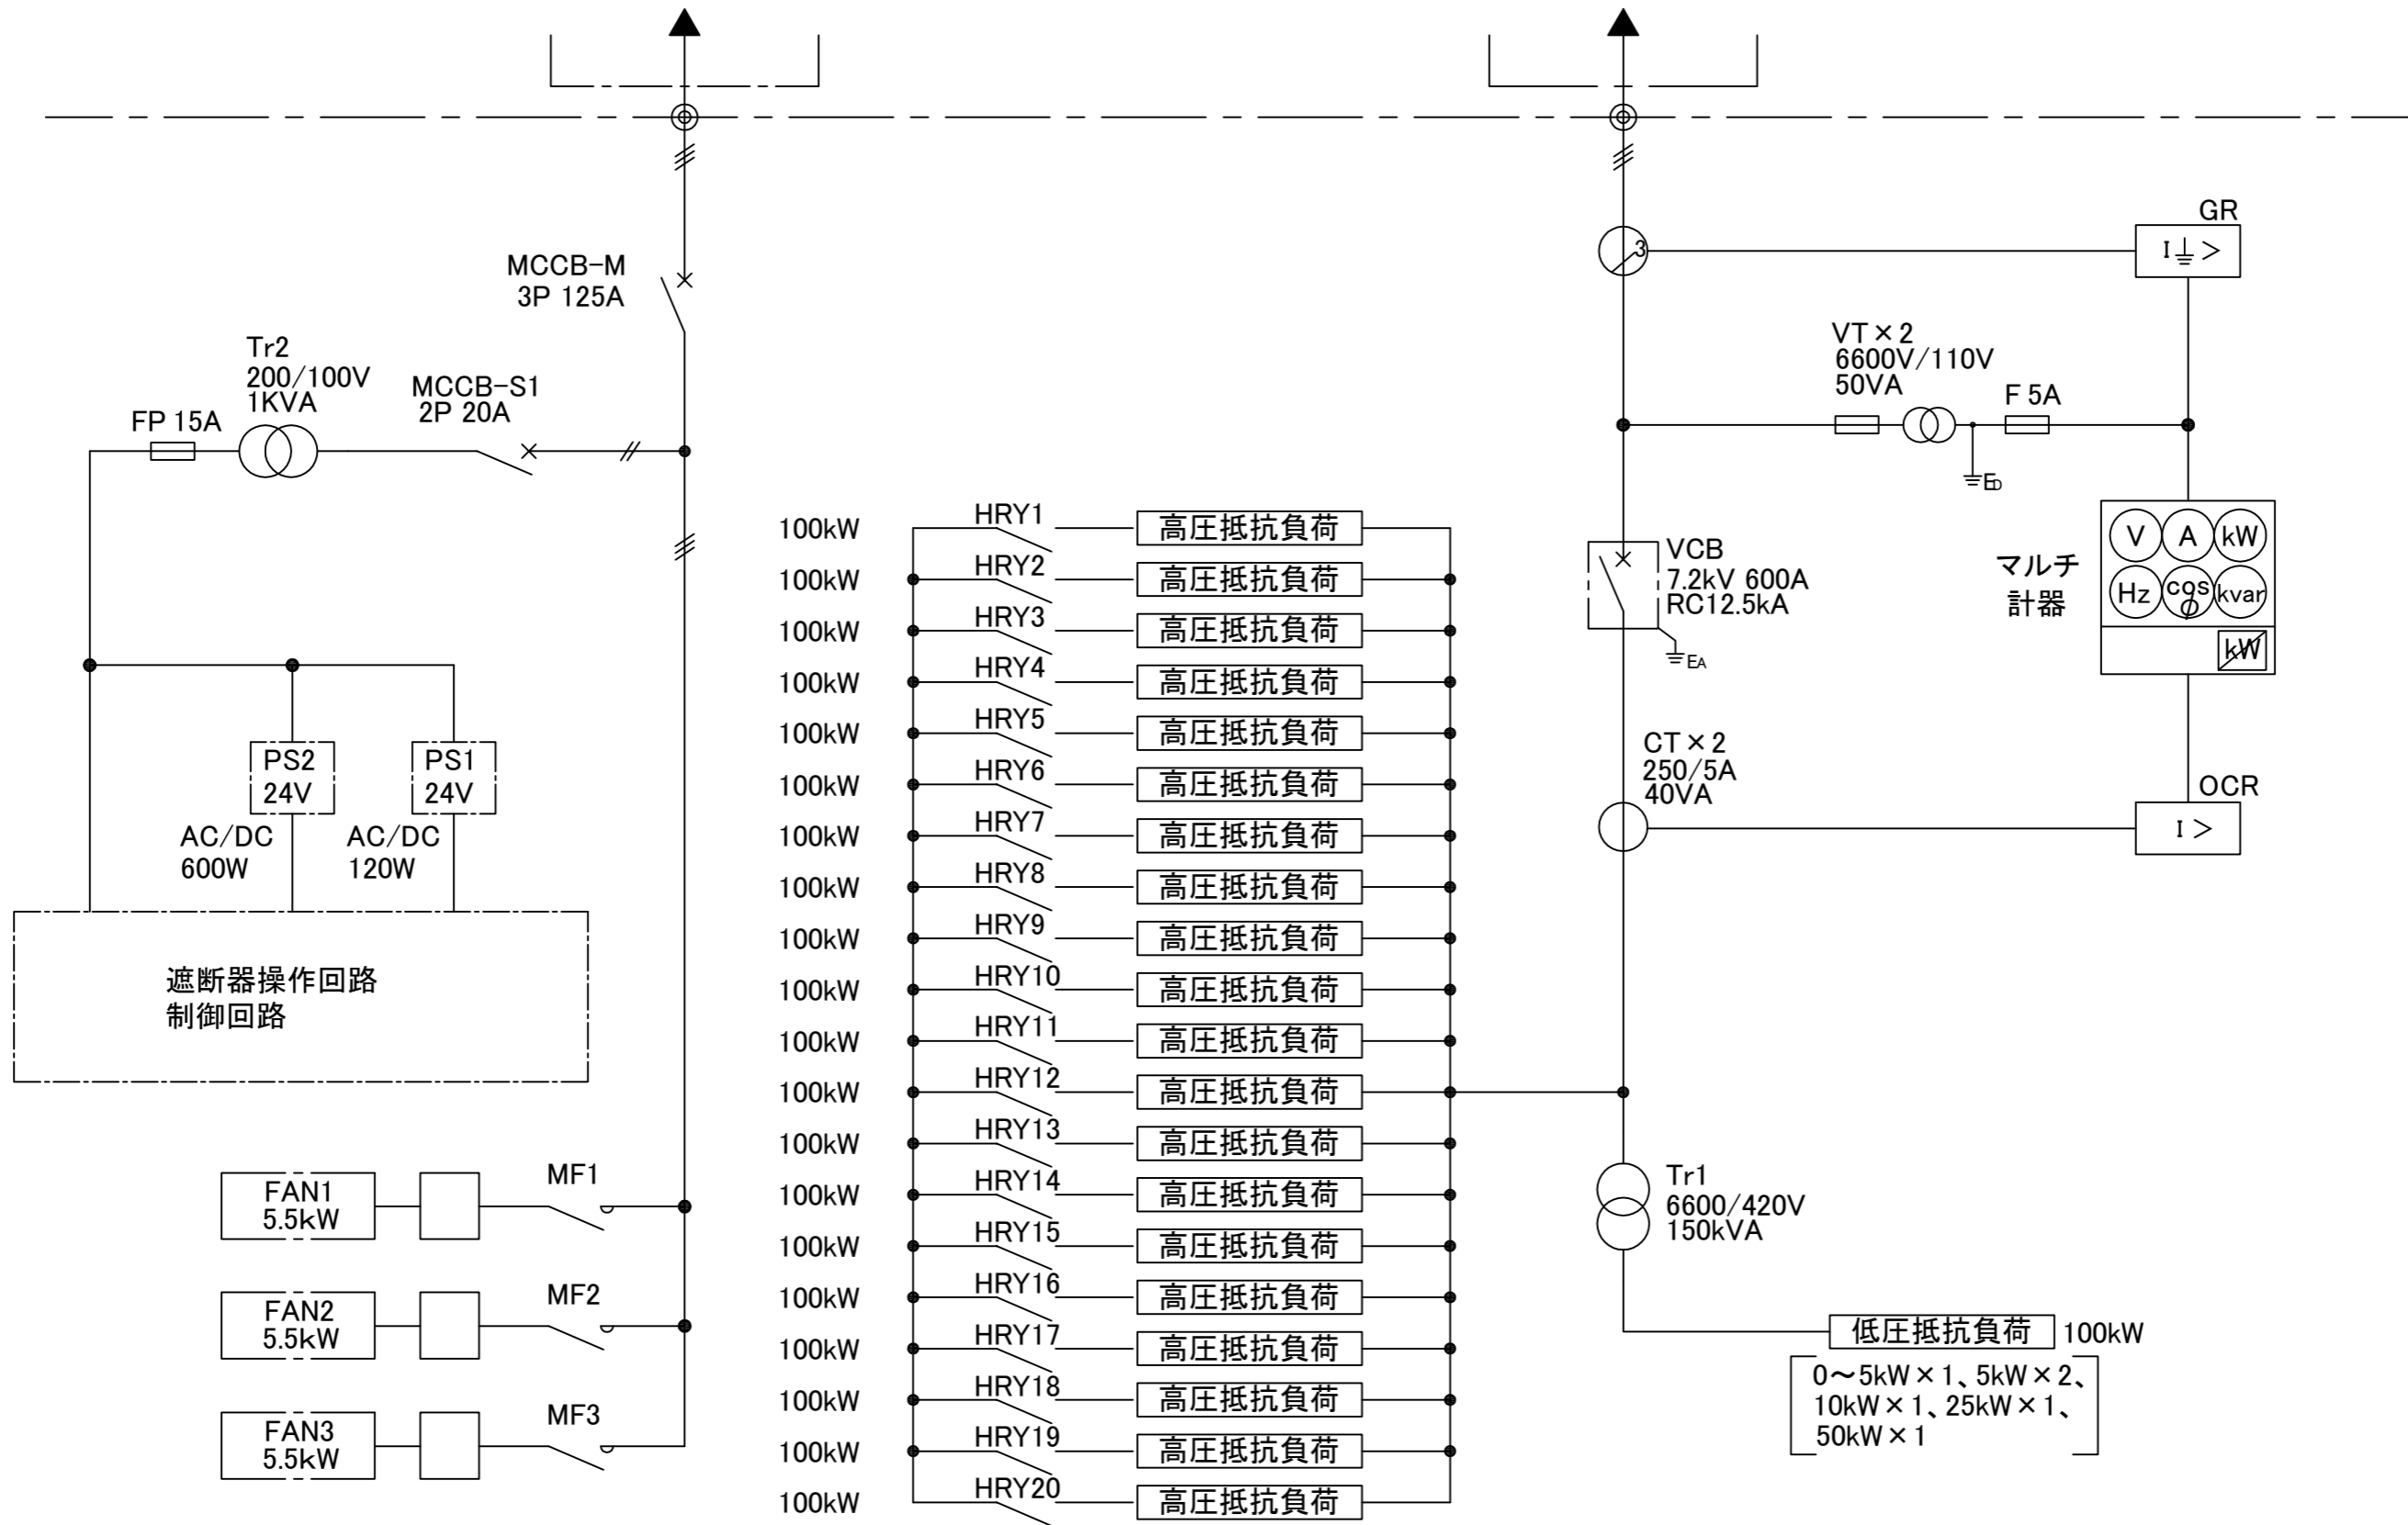 MCCB-M
3P 125A
Tr2
200/100V
1KVA
MCCB-S1
2P 20A
FP 15A
PS2
24V
PS1
24V
AC/DC
600W
AC/DC
120W
遮断器操作回路
制御回路
FAN1
5.5kW
MF1
FAN2
5.5kW
MF2
FAN3
5.5kW
MF3
100kW HRY1 高圧抵抗負荷
100kW HRY2 高圧抵抗負荷
100kW HRY3 高圧抵抗負荷
100kW HRY4 高圧抵抗負荷
100kW HRY5 高圧抵抗負荷
100kW HRY6 高圧抵抗負荷
100kW HRY7 高圧抵抗負荷
100kW HRY8 高圧抵抗負荷
100kW HRY9 高圧抵抗負荷
100kW HRY10 高圧抵抗負荷
100kW HRY11 高圧抵抗負荷
100kW HRY12 高圧抵抗負荷
100kW HRY13 高圧抵抗負荷
100kW HRY14 高圧抵抗負荷
100kW HRY15 高圧抵抗負荷
100kW HRY16 高圧抵抗負荷
100kW HRY17 高圧抵抗負荷
100kW HRY18 高圧抵抗負荷
100kW HRY19 高圧抵抗負荷
100kW HRY20 高圧抵抗負荷
3
GR
I >
VT×2
6600V/110V
50VA
F 5A
ED
VCB
7.2kV 600A
RC12.5kA
EA
マルチ
計器
V A kW
Hz cosφ kvar
kW
CT×2
250/5A
40VA
OCR
I >
Tr1
6600/420V
150kVA
低圧抵抗負荷 100kW
0～5kW×1、5kW×2、
10kW×1、25kW×1、
50kW×1